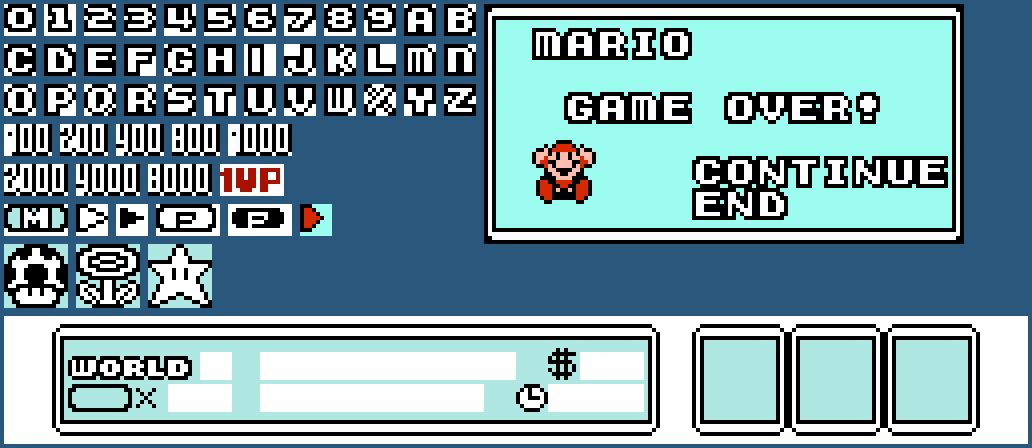 0 1 2 3 4 5 6 7 8 9 A B
C D E F G H I J K L M N
O P Q R S T U V W X Y Z
100 200 400 800 1000
2000 4000 8000 1UP
M P P
MARIO
GAME OVER!
CONTINUE
END
WORLD $
×